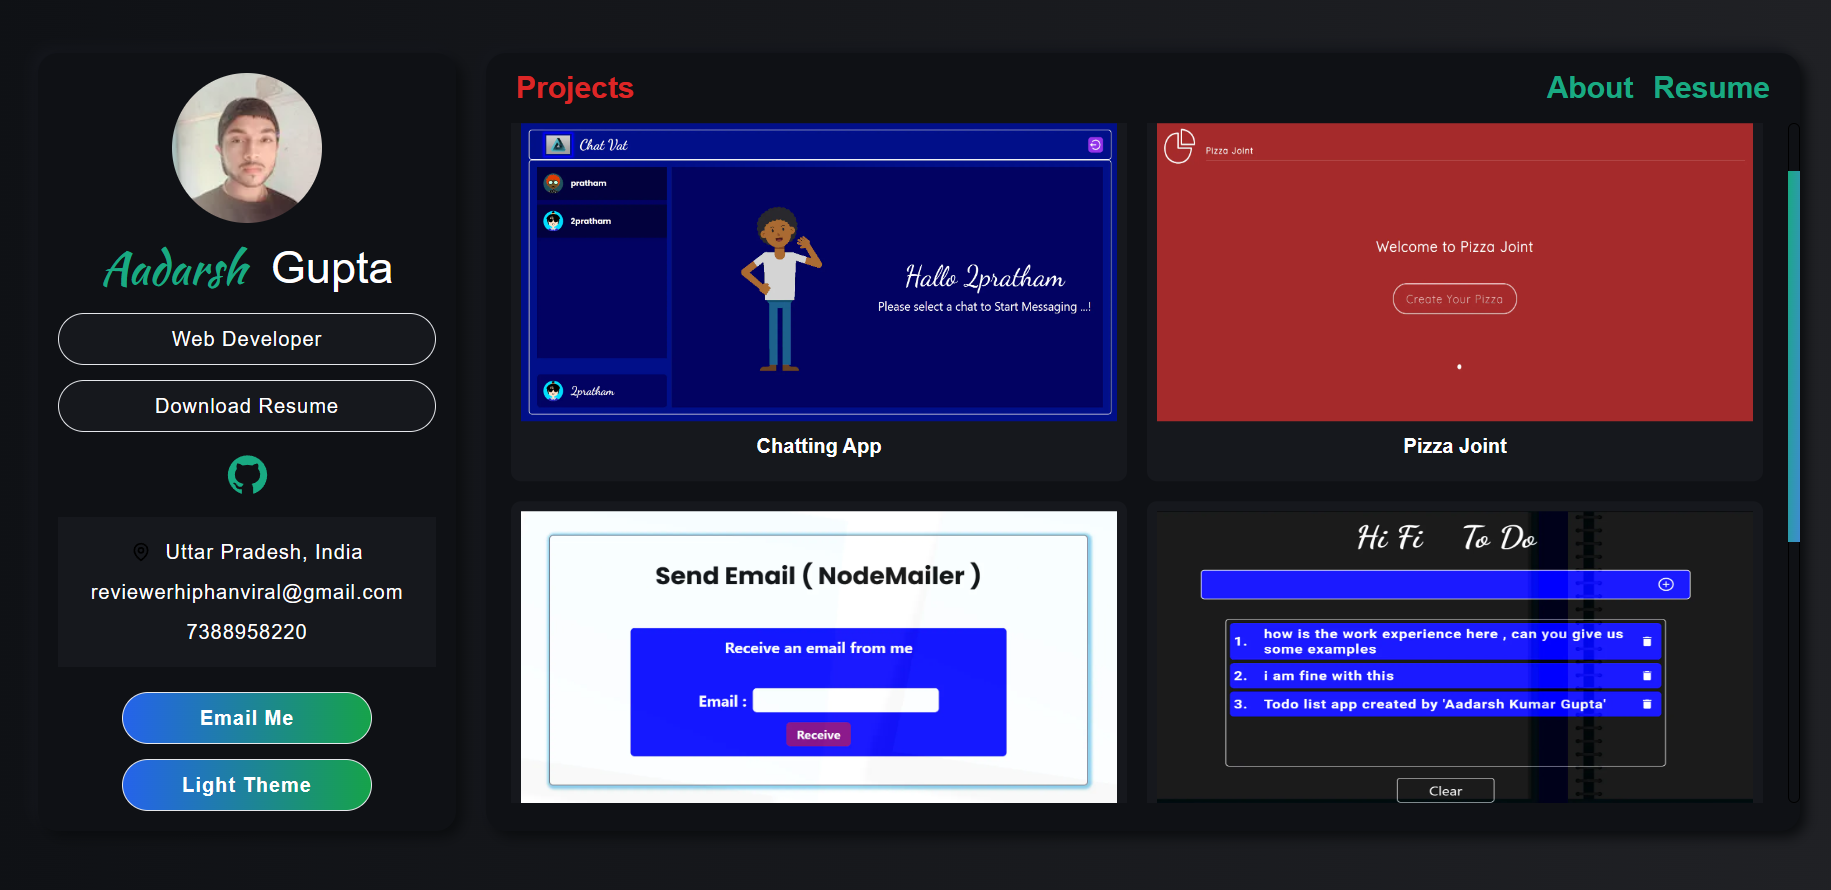 Aadarsh Gupta
Web Developer
Download Resume
Uttar Pradesh, India
reviewerhiphanviral@gmail.com
7388958220
Email Me
Light Theme
Projects
About Resume
Chat Vat
pratham
2pratham
Hallo 2pratham
Please select a chat to Start Messaging ...!
2pratham
Chatting App
Pizza Joint
Welcome to Pizza Joint
Create Your Pizza
Pizza Joint
Send Email ( NodeMailer )
Receive an email from me
Email :
Receive
Hi Fi To Do
1. how is the work experience here , can you give us
some examples
2. i am fine with this
3. Todo list app created by 'Aadarsh Kumar Gupta'
Clear